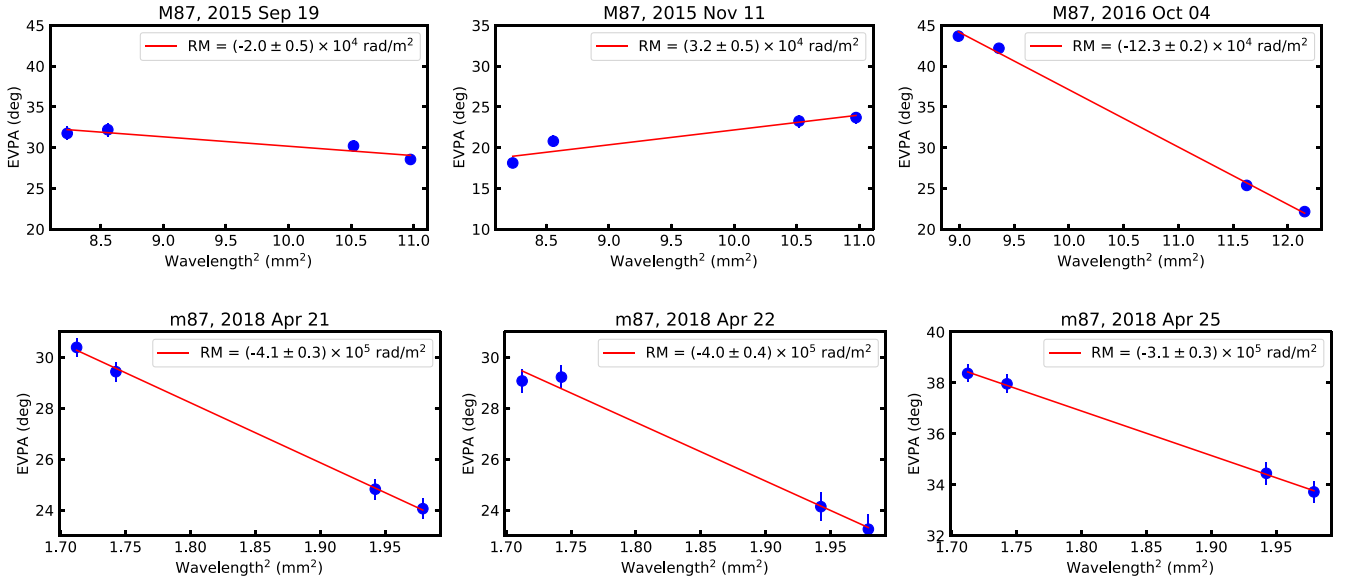 M87, 2015 Sep 19
RM = (-2.0 ± 0.5) × 10⁴ rad/m²
EVPA (deg)
45
40
35
30
25
20
8.5 9.0 9.5 10.0 10.5 11.0
Wavelength² (mm²)
M87, 2015 Nov 11
RM = (3.2 ± 0.5) × 10⁴ rad/m²
EVPA (deg)
35
30
25
20
15
10
8.5 9.0 9.5 10.0 10.5 11.0
Wavelength² (mm²)
M87, 2016 Oct 04
RM = (-12.3 ± 0.2) × 10⁴ rad/m²
EVPA (deg)
45
40
35
30
25
20
9.0 9.5 10.0 10.5 11.0 11.5 12.0
Wavelength² (mm²)
m87, 2018 Apr 21
RM = (-4.1 ± 0.3) × 10⁵ rad/m²
EVPA (deg)
30
28
26
24
1.70 1.75 1.80 1.85 1.90 1.95
Wavelength² (mm²)
m87, 2018 Apr 22
RM = (-4.0 ± 0.4) × 10⁵ rad/m²
EVPA (deg)
30
28
26
24
1.70 1.75 1.80 1.85 1.90 1.95
Wavelength² (mm²)
m87, 2018 Apr 25
RM = (-3.1 ± 0.3) × 10⁵ rad/m²
EVPA (deg)
40
38
36
34
32
1.70 1.75 1.80 1.85 1.90 1.95
Wavelength² (mm²)